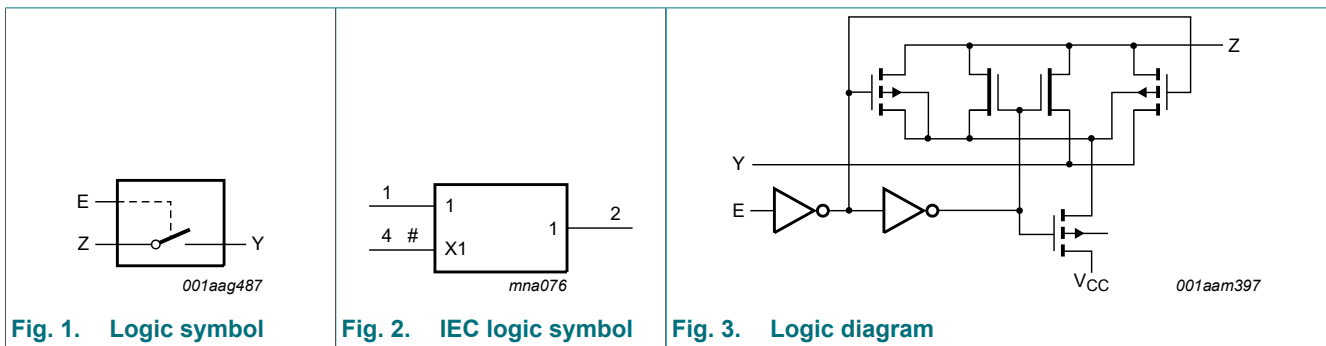 E
Z
Y
001aag487
Fig. 1. Logic symbol
1
4 #
1
X1
1
2
mna076
Fig. 2. IEC logic symbol
Z
Y
E
VCC
001aam397
Fig. 3. Logic diagram